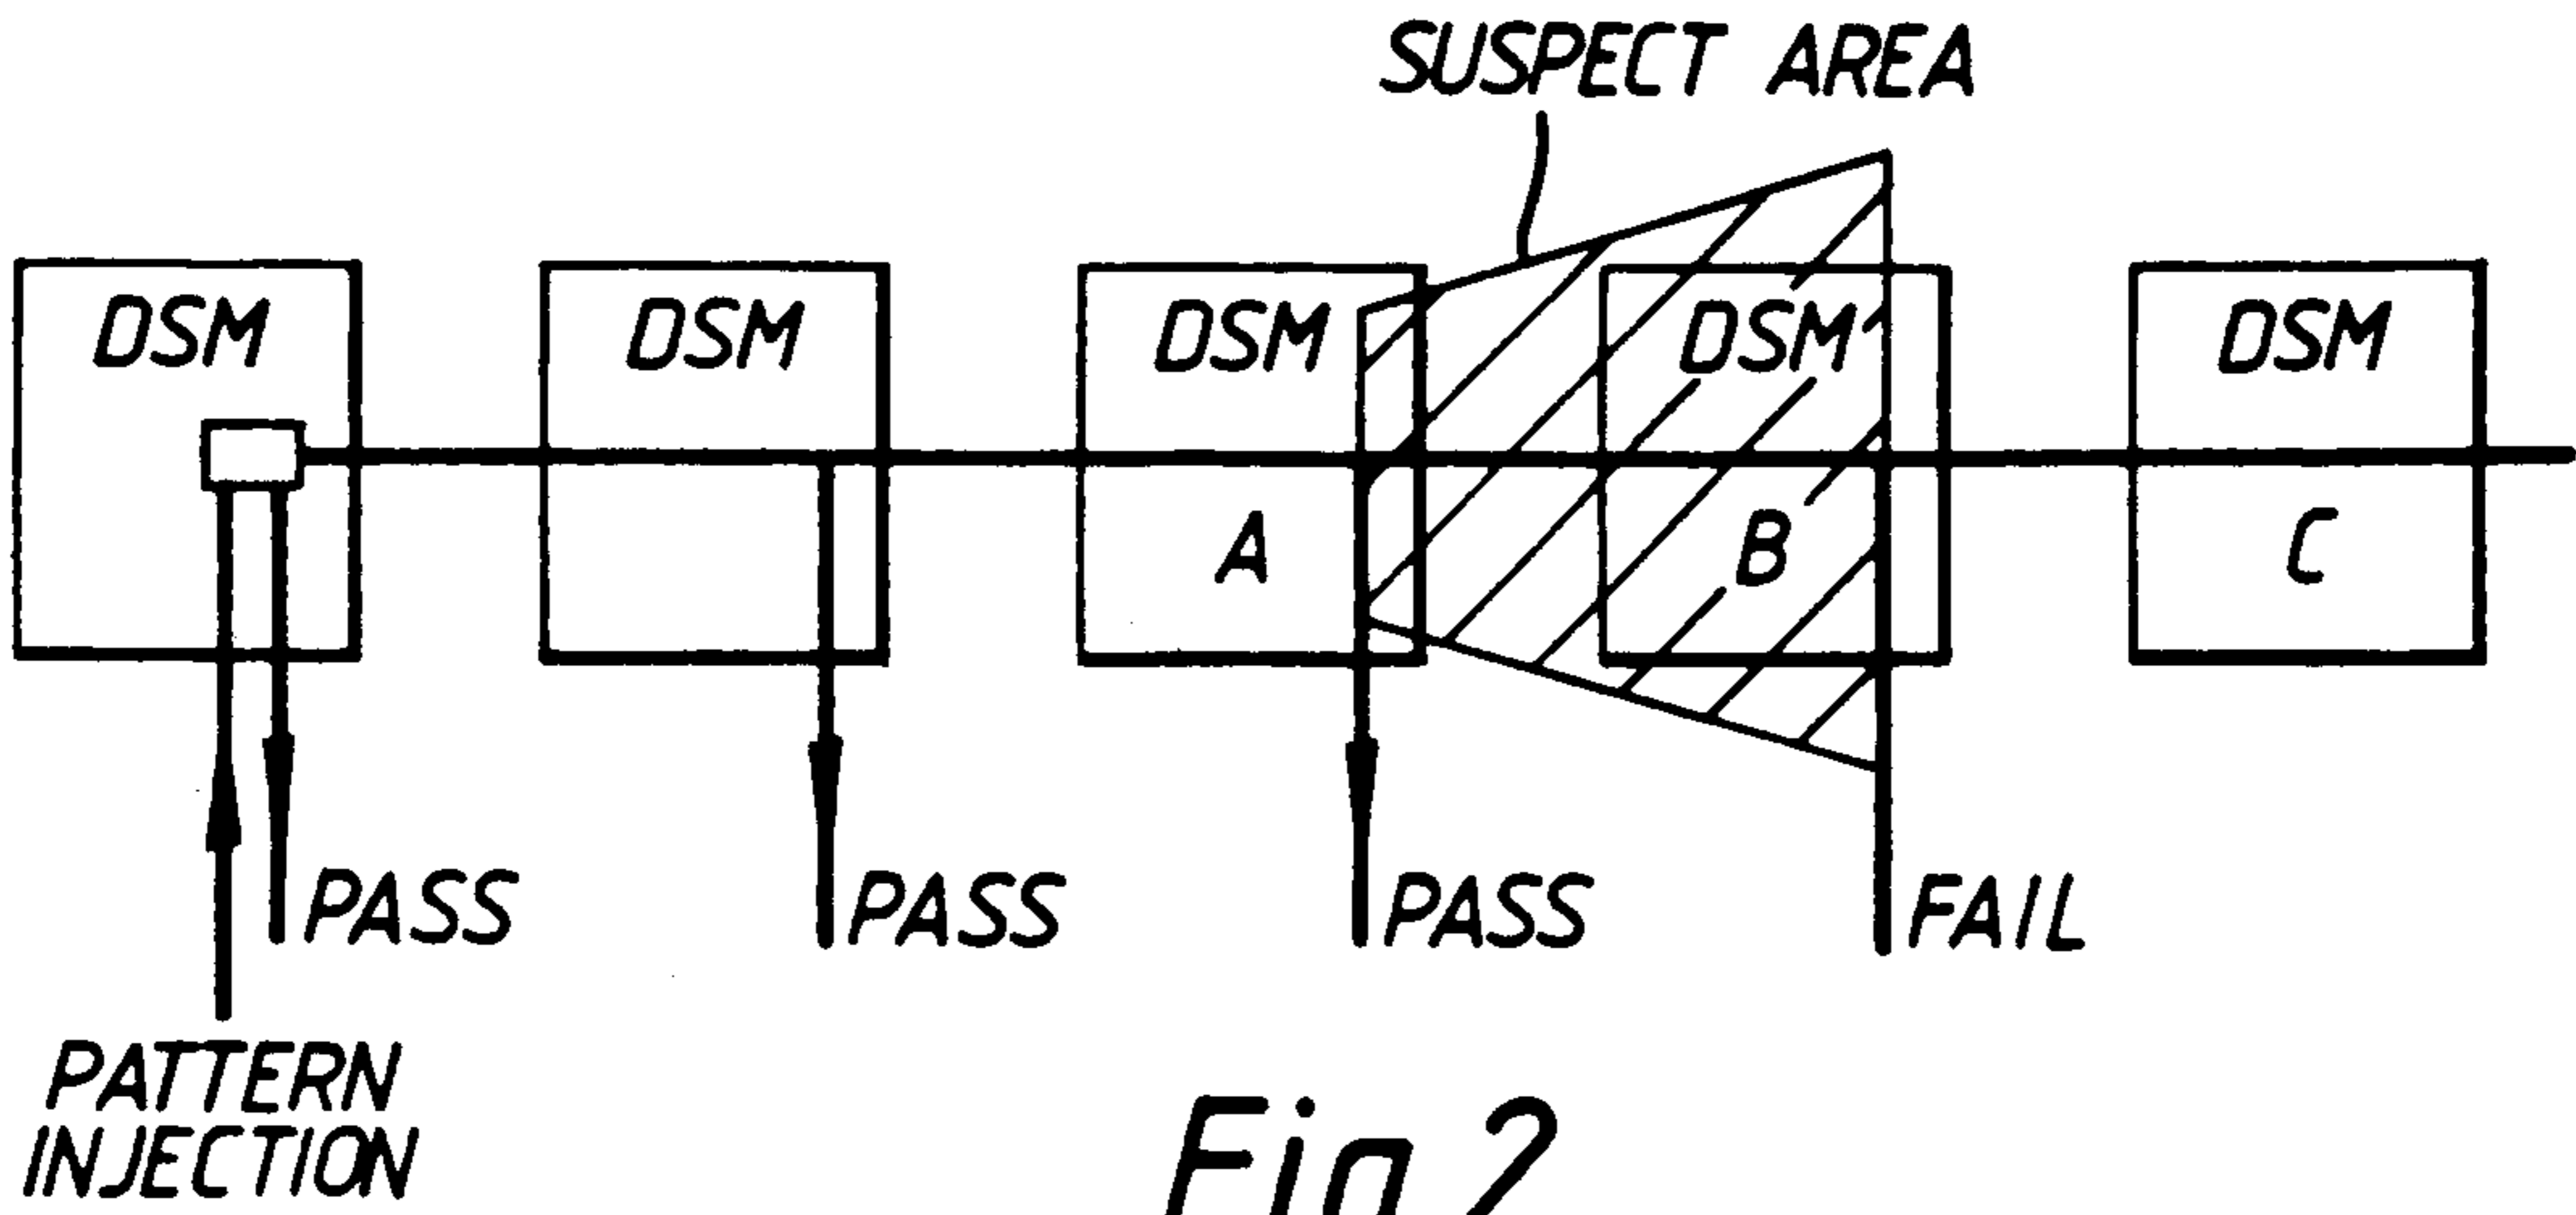 SUSPECT AREA
DSM DSM DSM DSM DSM
A B C
PASS PASS PASS FAIL
PATTERN
INJECTION
Fig.2